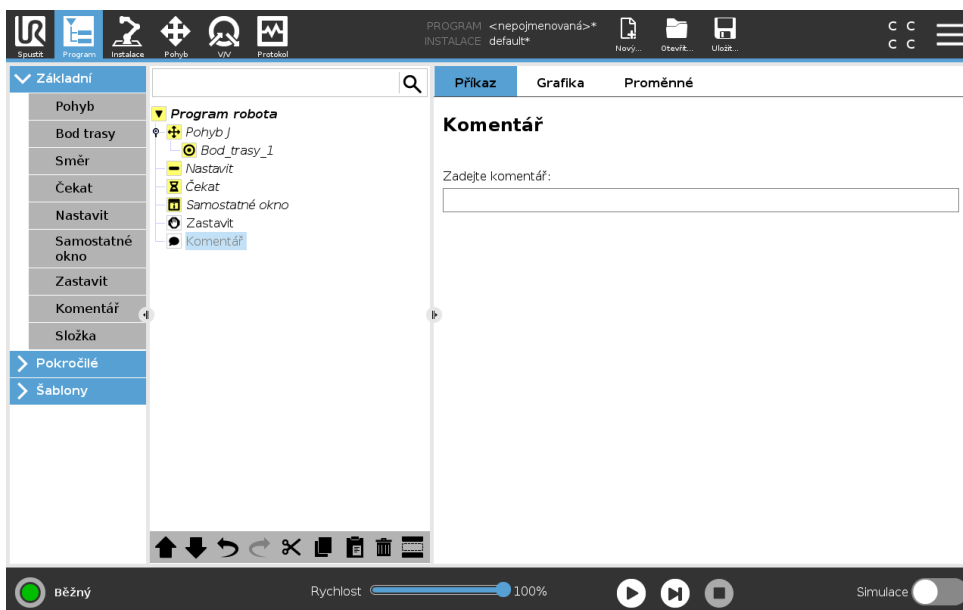 PROGRAM <nepojmenovaná>*
INSTALACE default*
Spustit
Program
Instalace
Pohyb
V/V
Protokol
Nový...
Otevřít...
Uložit...
C C
C C
Základní
Pohyb
Bod trasy
Směr
Čekat
Nastavit
Samostatné
okno
Zastavit
Komentář
Složka
Pokročilé
Šablony
Program robota
Pohyb J
Bod_trasy_1
Nastavit
Čekat
Samostatné okno
Zastavit
Komentář
Příkaz
Grafika
Proměnné
Komentář
Zadejte komentář:
Běžný
Rychlost
100%
Simulace